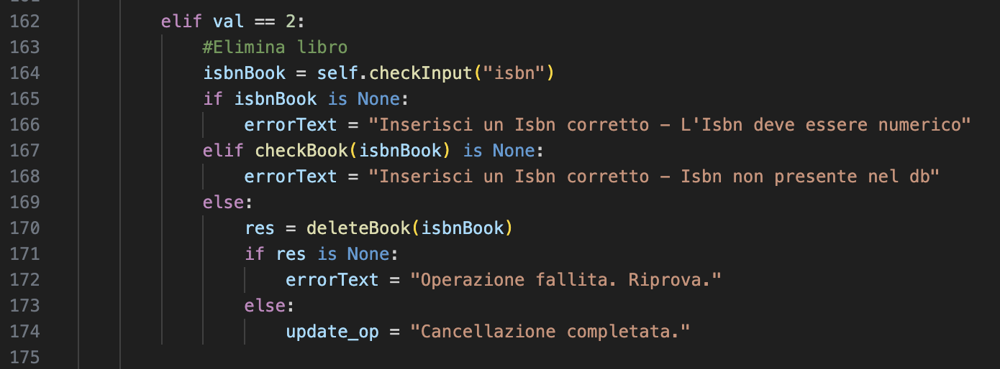 162 elif val == 2:
163 #Elimina libro
164 isbnBook = self.checkInput("isbn")
165 if isbnBook is None:
166 errorText = "Inserisci un Isbn corretto - L'Isbn deve essere numerico"
167 elif checkBook(isbnBook) is None:
168 errorText = "Inserisci un Isbn corretto - Isbn non presente nel db"
169 else:
170 res = deleteBook(isbnBook)
171 if res is None:
172 errorText = "Operazione fallita. Riprova."
173 else:
174 update_op = "Cancellazione completata."
175